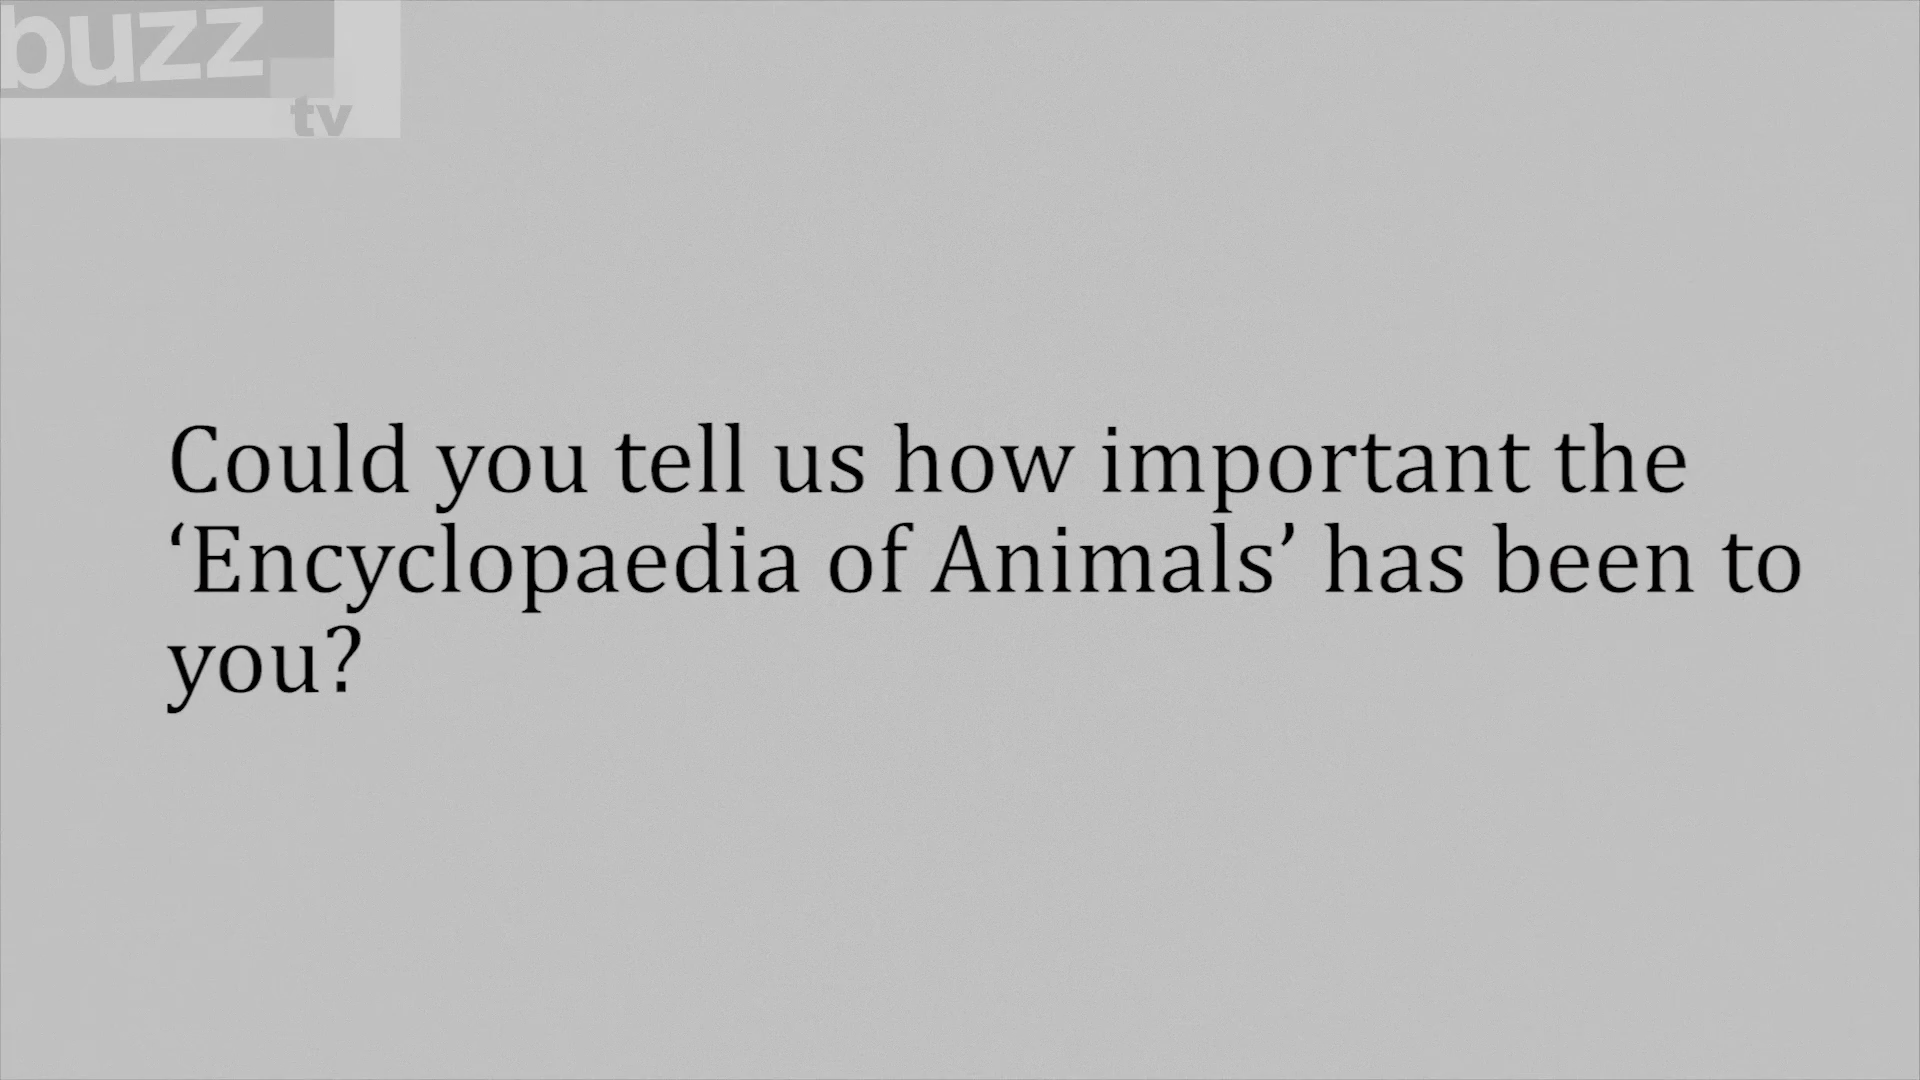 buzz
tv
Could you tell us how important the
‘Encyclopaedia of Animals’ has been to
you?